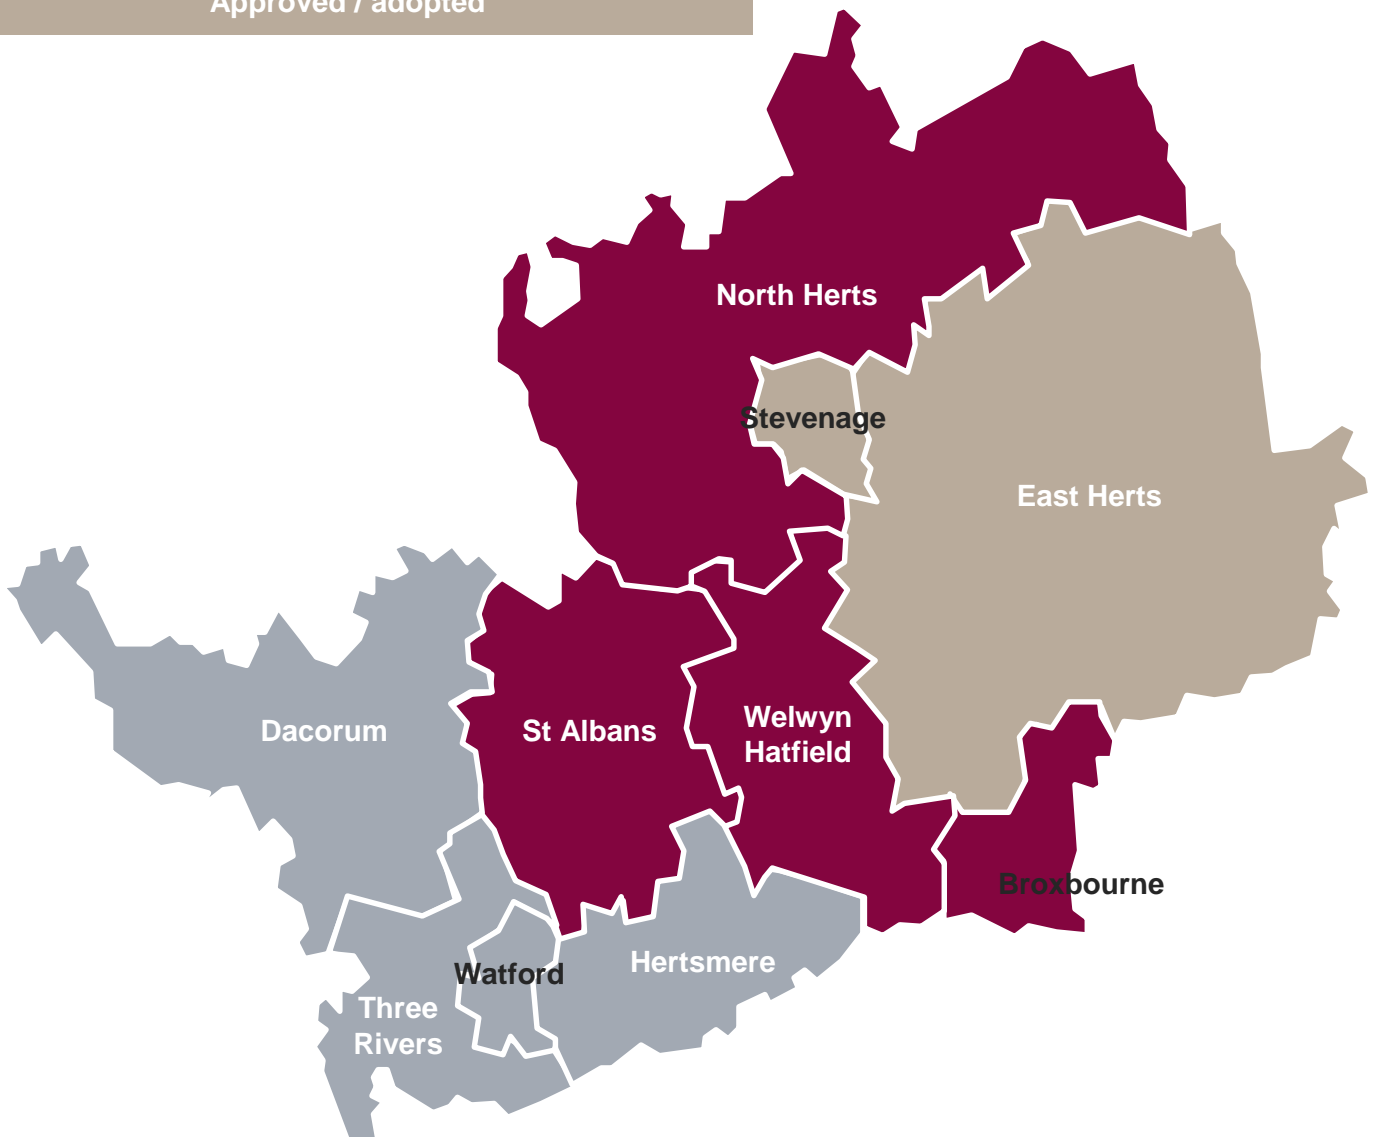 Approved / adopted
North Herts
Stevenage
East Herts
Dacorum
St Albans
Welwyn
Hatfield
Broxbourne
Hertsmere
Watford
Three
Rivers